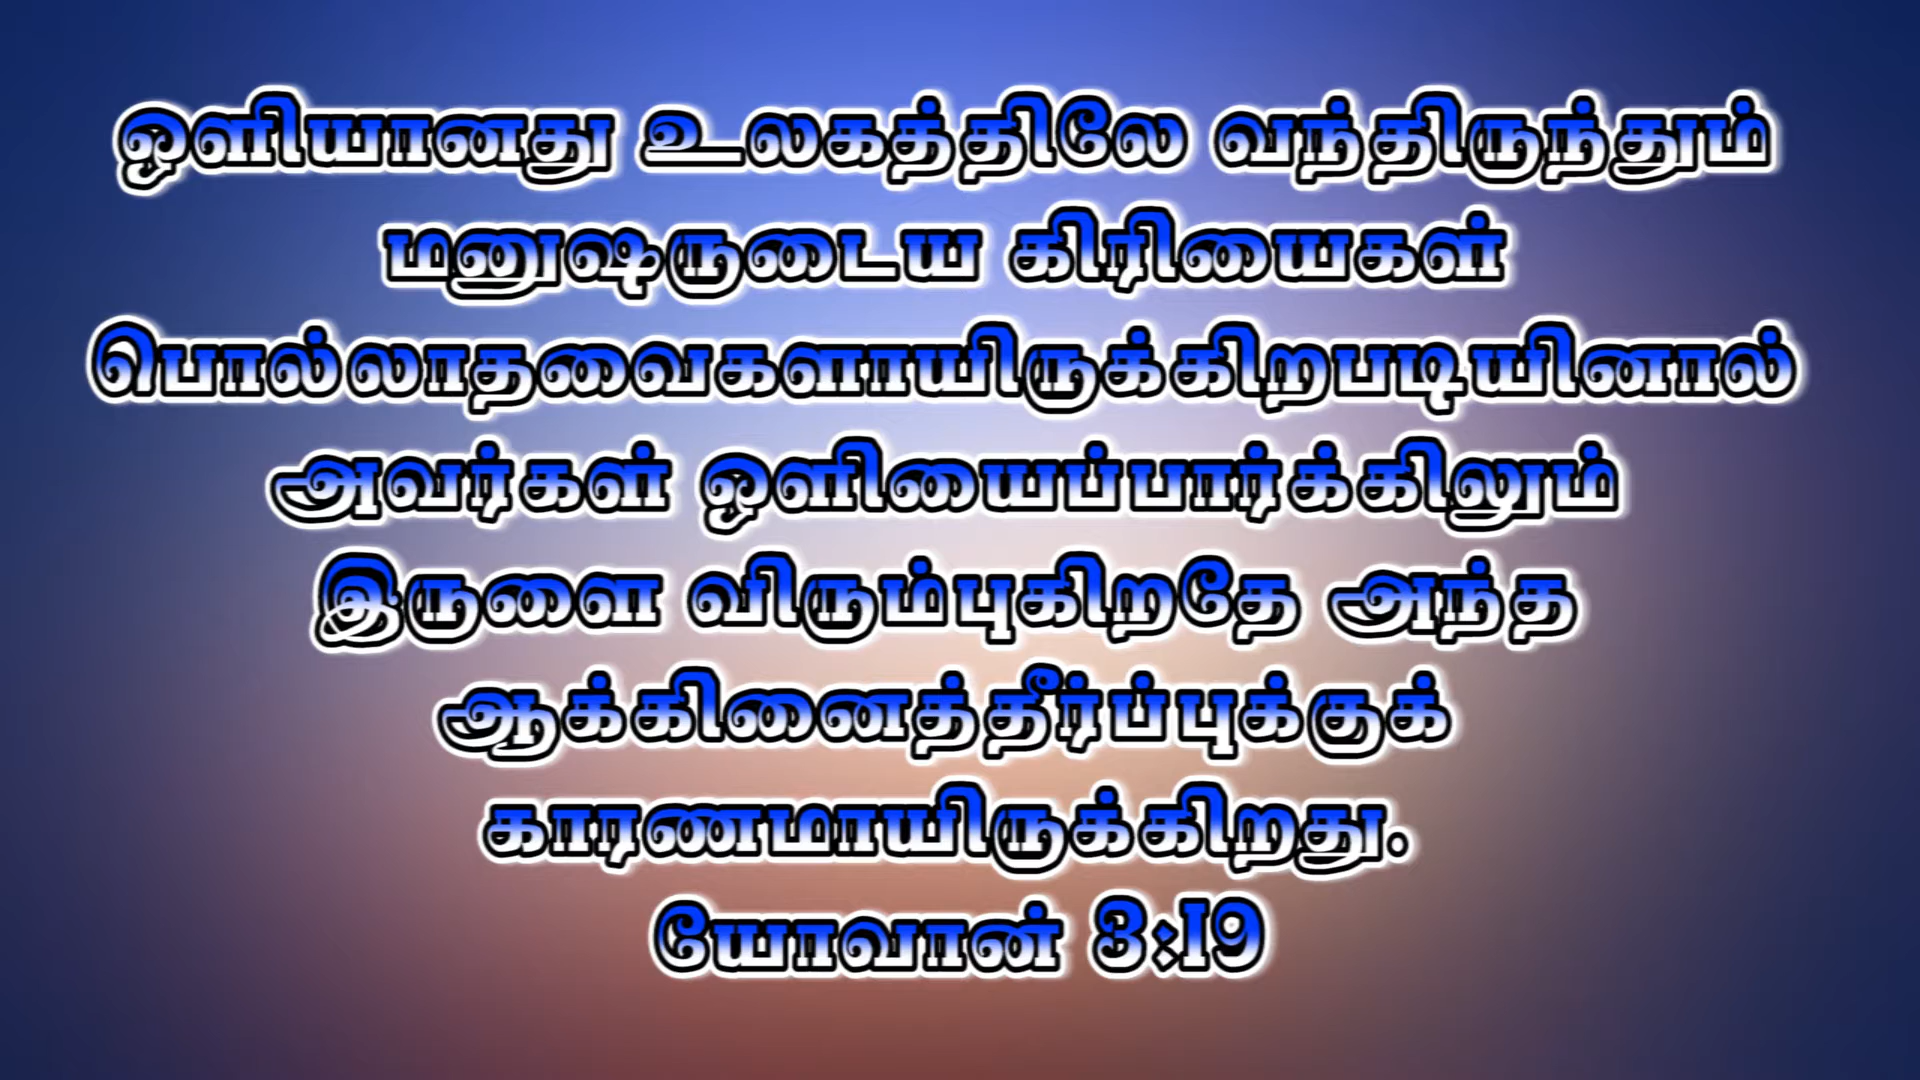 ஒளியானது உலகத்திலே வந்திருந்தும்
மனுஷருடைய கிரியைகள்
பொல்லாதவைகளாயிருக்கிறபடியினால்
அவர்கள் ஒளியைப்பார்க்கிலும்
இருளை விரும்புகிறதே அந்த
ஆக்கினைத்தீர்ப்புக்குக்
காரணமாயிருக்கிறது.
யோவான் 3:19